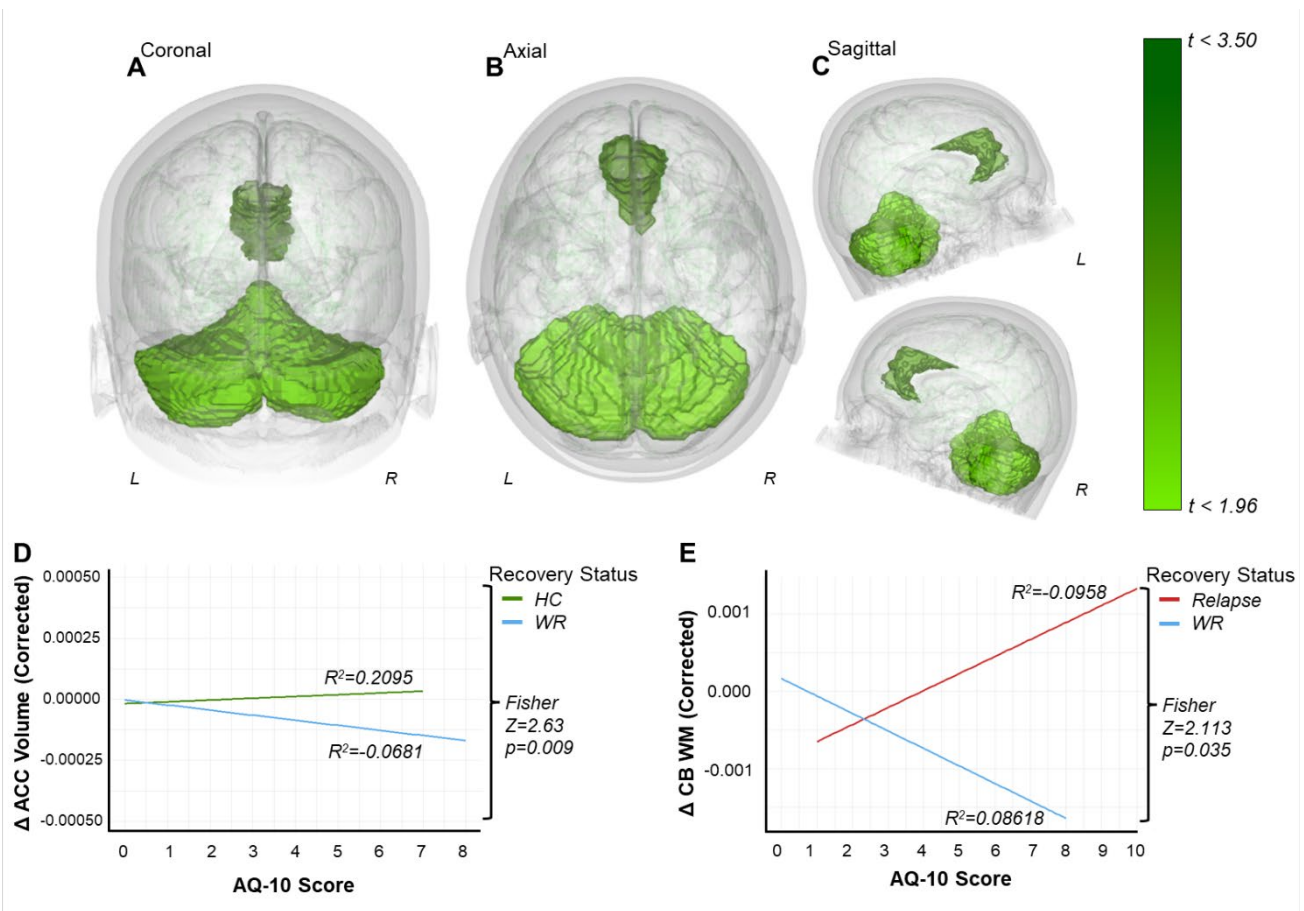 A Coronal
B Axial
C Sagittal
t < 3.50
t < 1.96
L
R
L
R
L
R
D
Δ ACC Volume (Corrected)
0.00050
0.00025
0.00000
-0.00025
-0.00050
0 1 2 3 4 5 6 7 8
AQ-10 Score
R²=0.2095
R²=-0.0681
Recovery Status
HC
WR
Fisher
Z=2.63
p=0.009
E
Δ CB WM (Corrected)
0.001
0.000
-0.001
0 1 2 3 4 5 6 7 8 9 10
AQ-10 Score
R²=-0.0958
R²=0.08618
Recovery Status
Relapse
WR
Fisher
Z=2.113
p=0.035